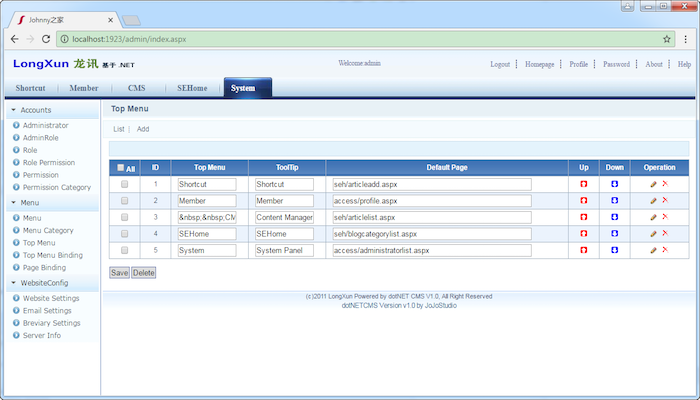 Johnny之家
localhost:1923/admin/index.aspx
LongXun 龙讯 基于 .NET
Welcome:admin
Logout Homepage Profile Password About Help
Shortcut Member CMS SEHome System
Accounts
Administrator
AdminRole
Role
Role Permission
Permission
Permission Category
Menu
Menu
Menu Category
Top Menu
Top Menu Binding
Page Binding
WebsiteConfig
Website Settings
Email Settings
Breviary Settings
Server Info
Top Menu
List | Add
All ID Top Menu ToolTip Default Page Up Down Operation
1 Shortcut Shortcut seh/articleadd.aspx
2 Member Member access/profile.aspx
3 &nbsp;&nbsp;CM Content Manager seh/articlelist.aspx
4 SEHome SEHome seh/blogcategorylist.aspx
5 System System Panel access/administratorlist.aspx
Save Delete
(c)2011 LongXun Powered by dotNET CMS V1.0, All Right Reserved
dotNETCMS Version v1.0 by JoJoStudio